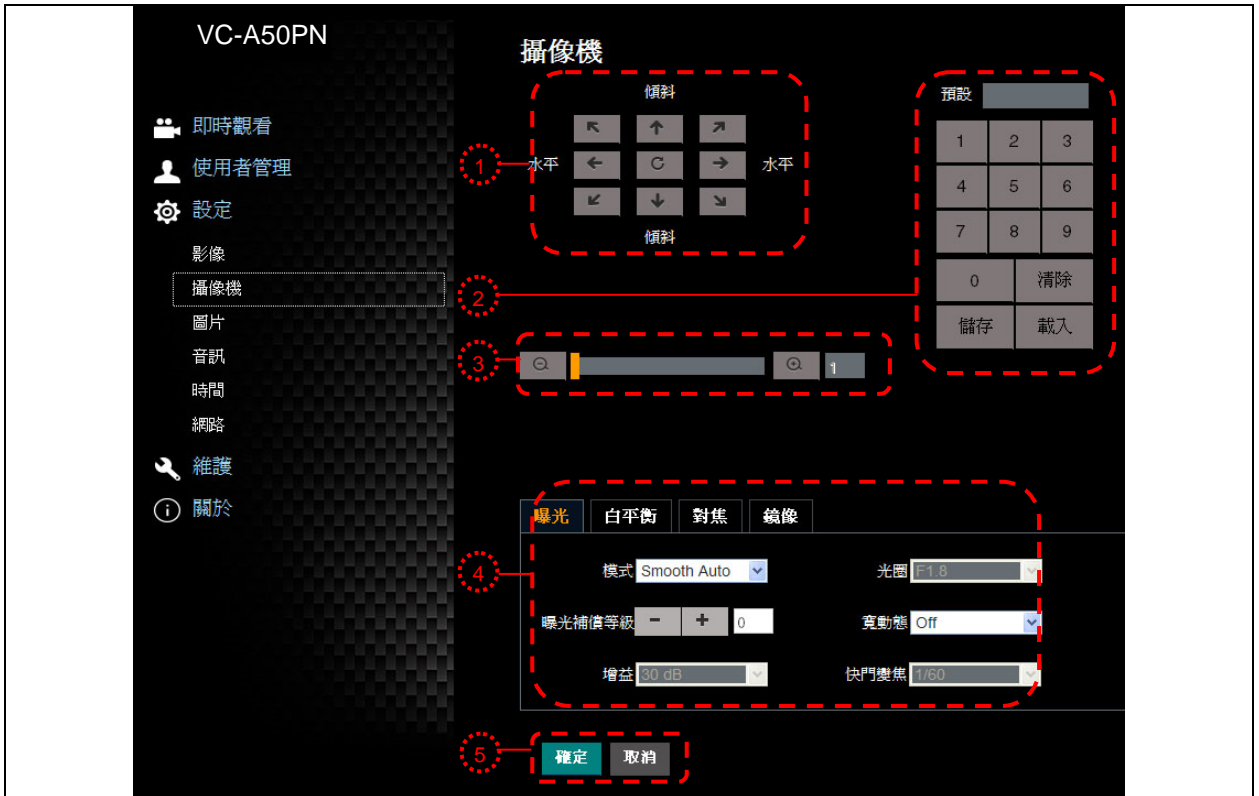 VC-A50PN
即時觀看
使用者管理
設定
影像
攝像機
圖片
音訊
時間
網路
維護
關於
攝像機
傾斜
水平
水平
傾斜
1
預設
1 2 3
4 5 6
7 8 9
0 清除
儲存 載入
2
3
1
曝光 白平衡 對焦 鏡像
模式 Smooth Auto 光圈 F1.8
4
曝光補償等級 - + 0 寬動態 Off
增益 30 dB 快門變焦 1/60
5
確定 取消